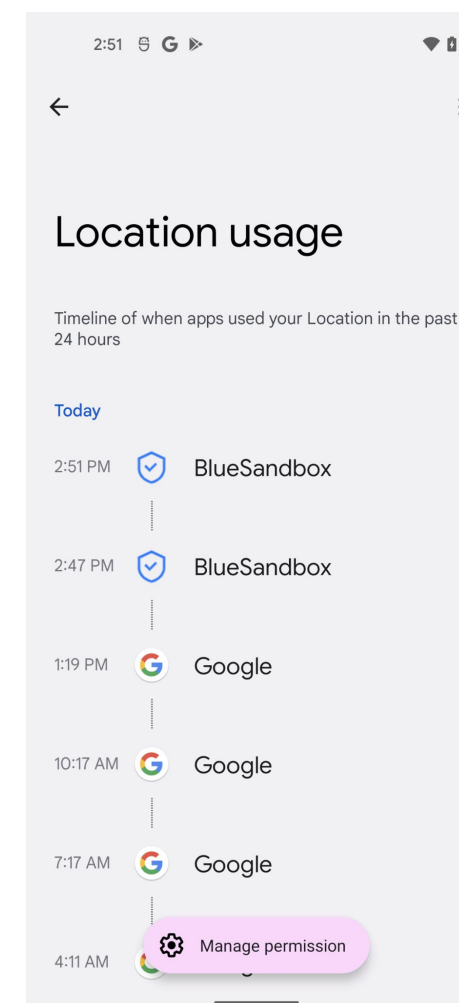 2:51
Location usage
Timeline of when apps used your Location in the past
24 hours
Today
2:51 PM BlueSandbox
2:47 PM BlueSandbox
1:19 PM Google
10:17 AM Google
7:17 AM Google
Manage permission
4:11 AM